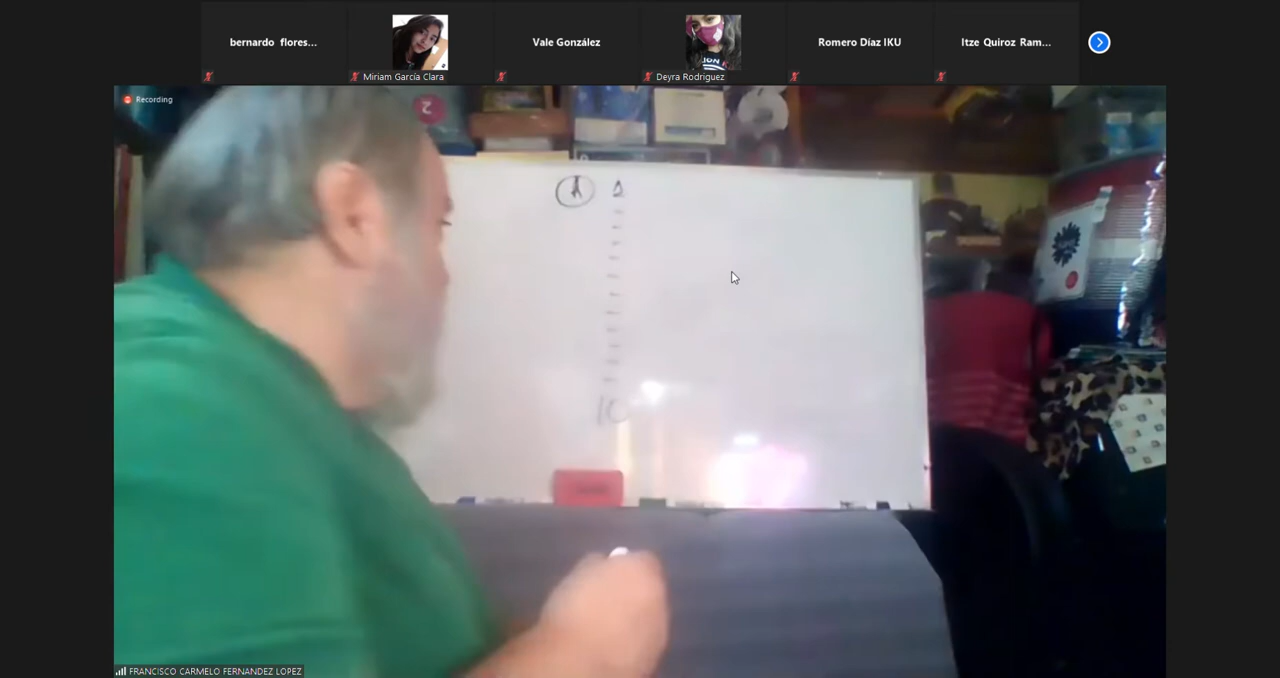 bernardo flores...
Vale González
Romero Díaz IKU
Itze Quiroz Ram...
Miriam García Clara
Deyra Rodriguez
Recording
1
10
FRANCISCO CARMELO FERNANDEZ LOPEZ